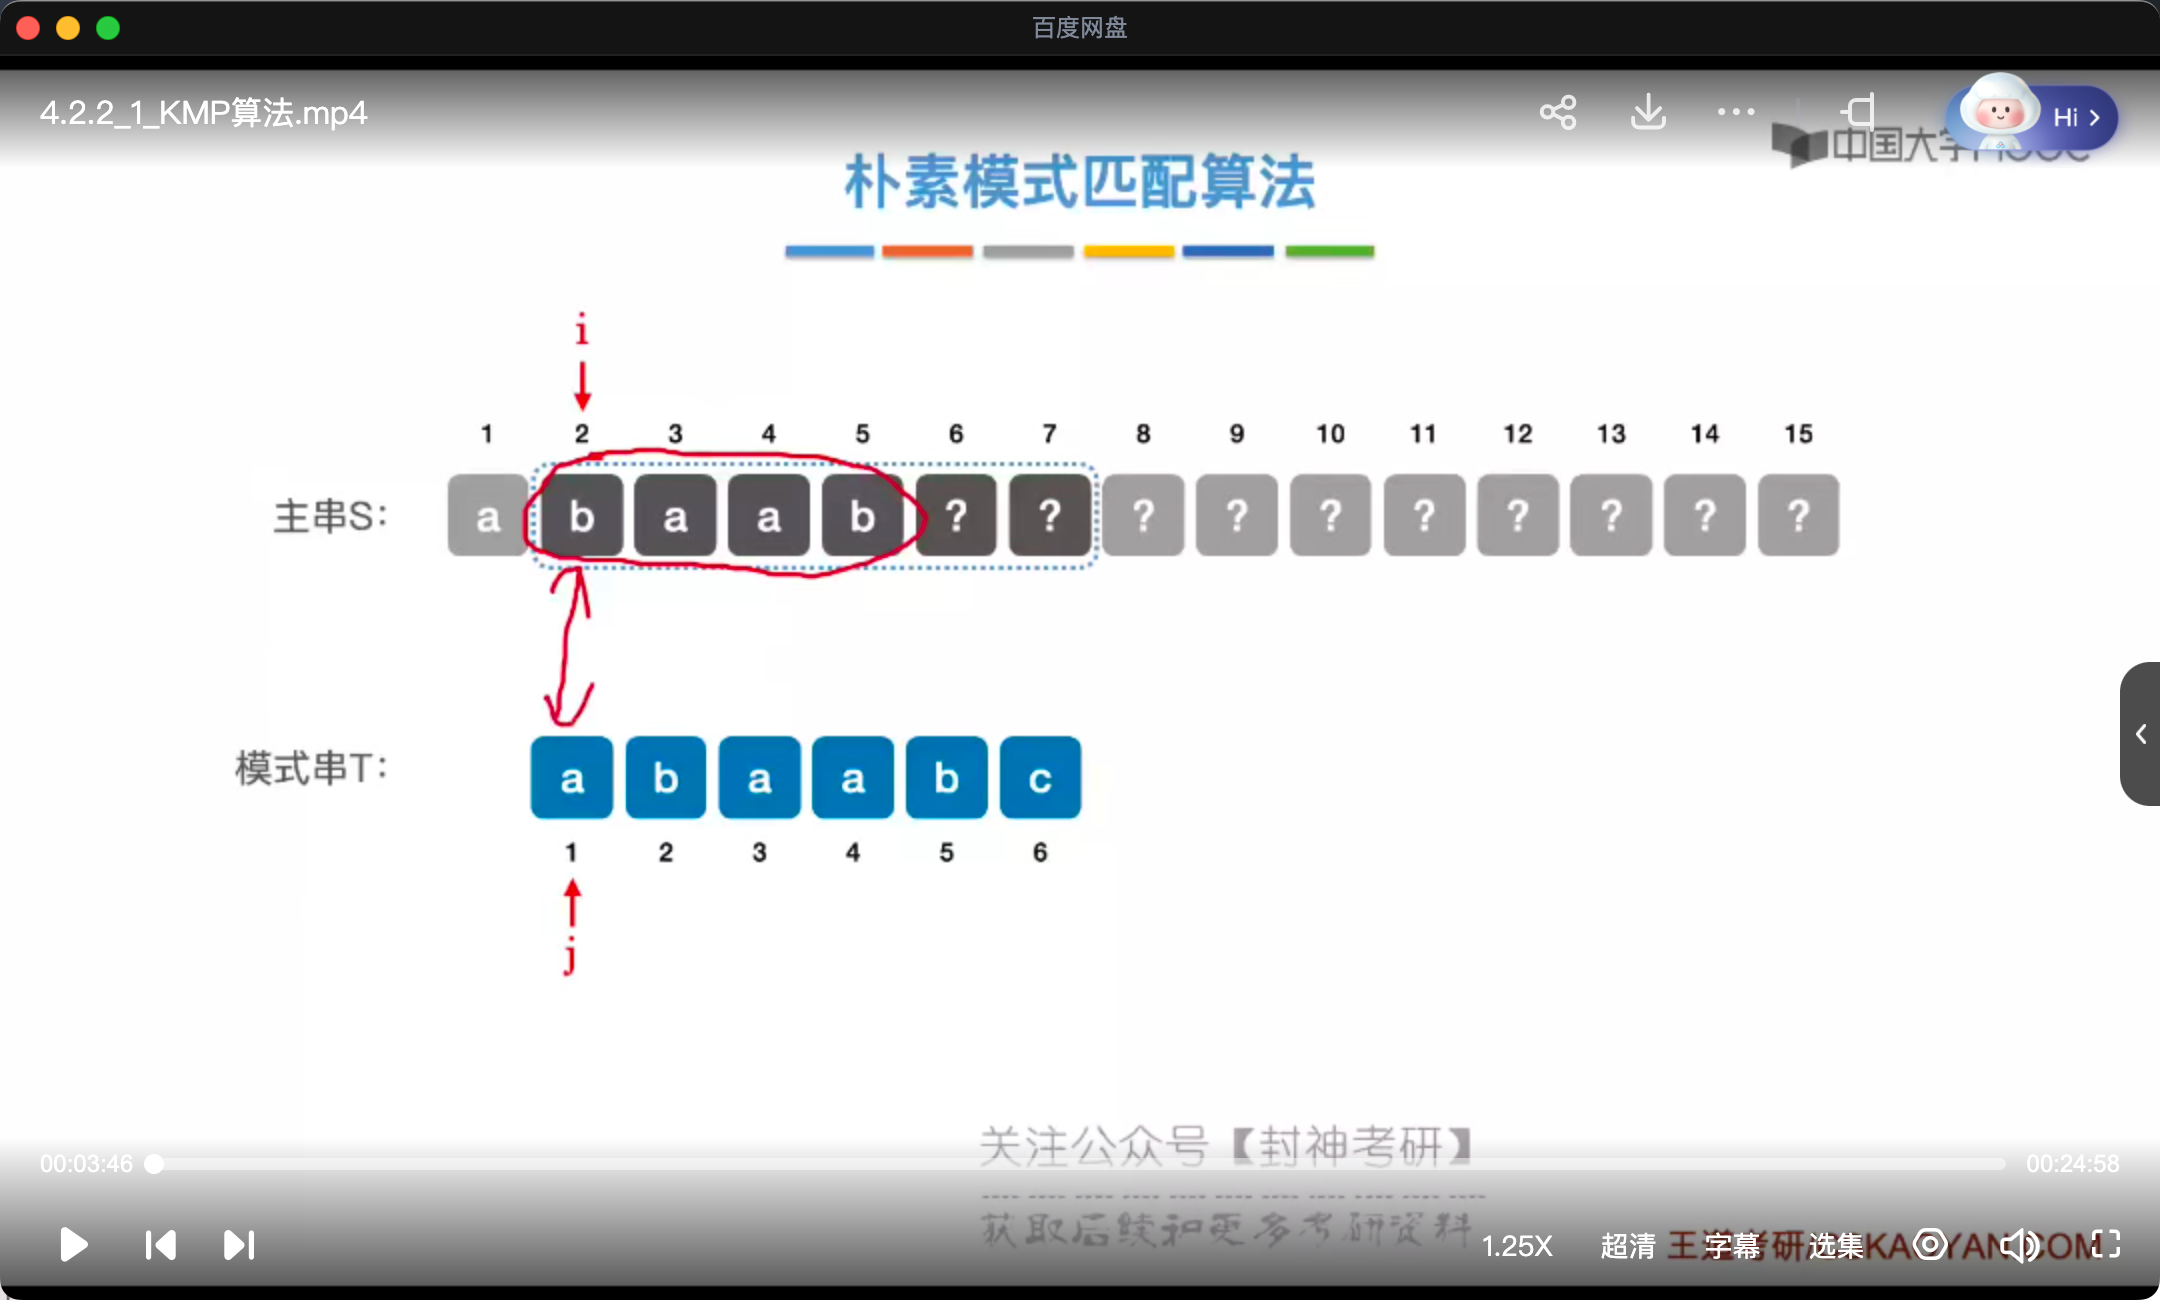 百度网盘
4.2.2_1_KMP算法.mp4
Hi >
中国大学MOOC
朴素模式匹配算法
i
1 2 3 4 5 6 7 8 9 10 11 12 13 14 15
主串S: a b a a b ? ? ? ? ? ? ? ? ? ?
模式串T: a b a a b c
1 2 3 4 5 6
j
关注公众号【封神考研】
00:03:46 00:24:58
获取后续和更多考研资料
1.25X 超清 字幕 选集
王道考研/CSKAOYAN.COM